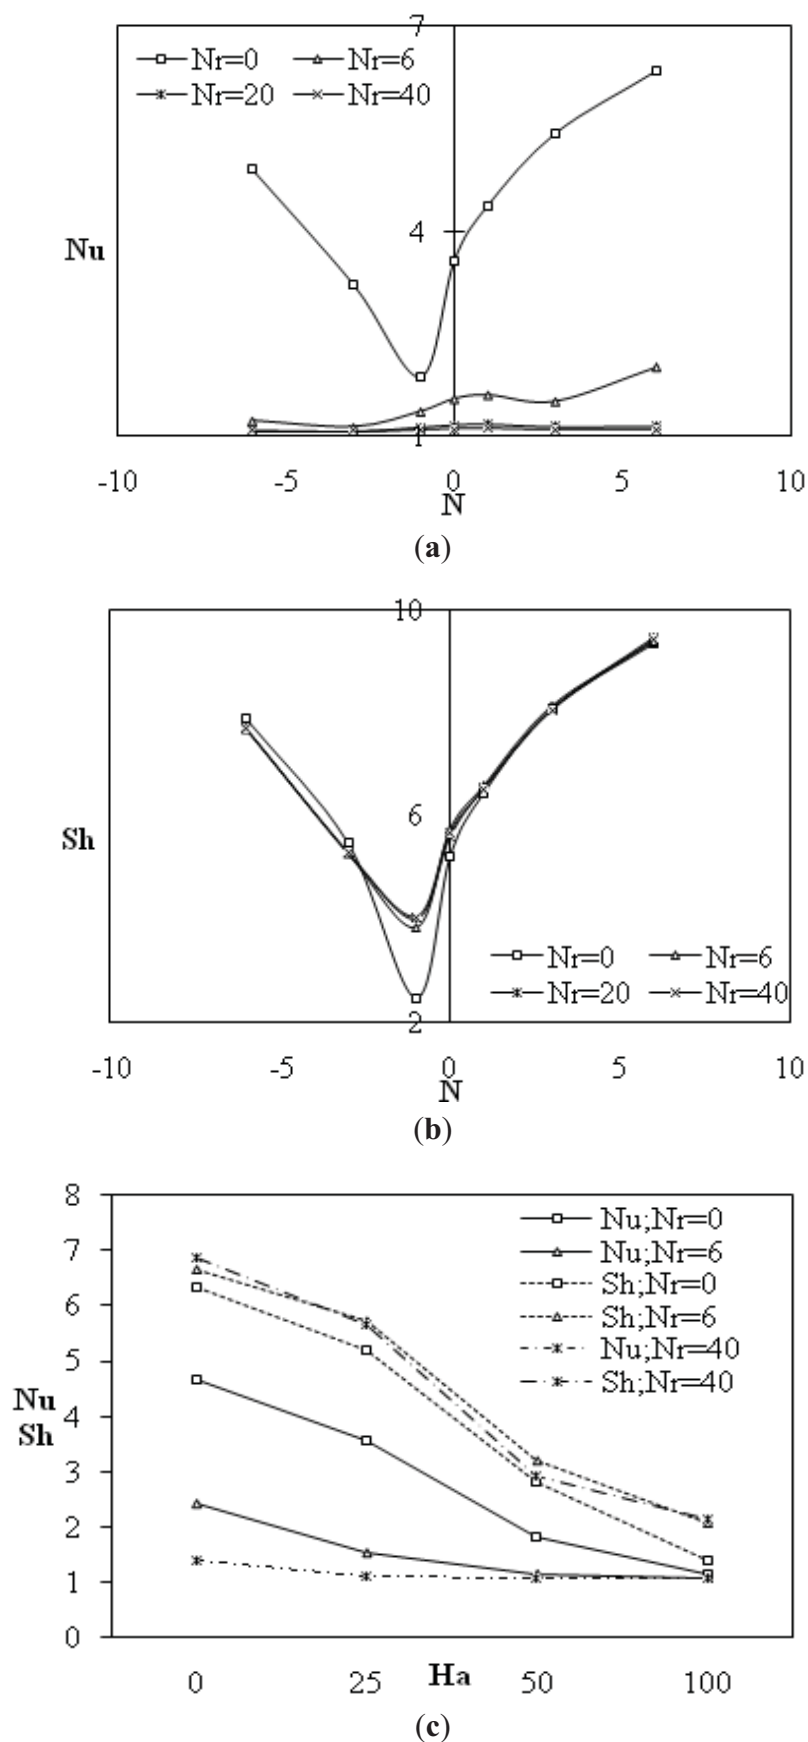 7
Nr=0 Nr=6
Nr=20 Nr=40
4
Nu
1
-10 -5 0 5 10
N
(a)
10
6
Sh
Nr=0 Nr=6
Nr=20 Nr=40
2
-10 -5 0 5 10
N
(b)
8
Nu;Nr=0
7
Nu;Nr=6
Sh;Nr=0
6
Sh;Nr=6
Nu;Nr=40
5
Sh;Nr=40
Nu
Sh
4
3
2
1
0
0 25 Ha 50 100
(c)